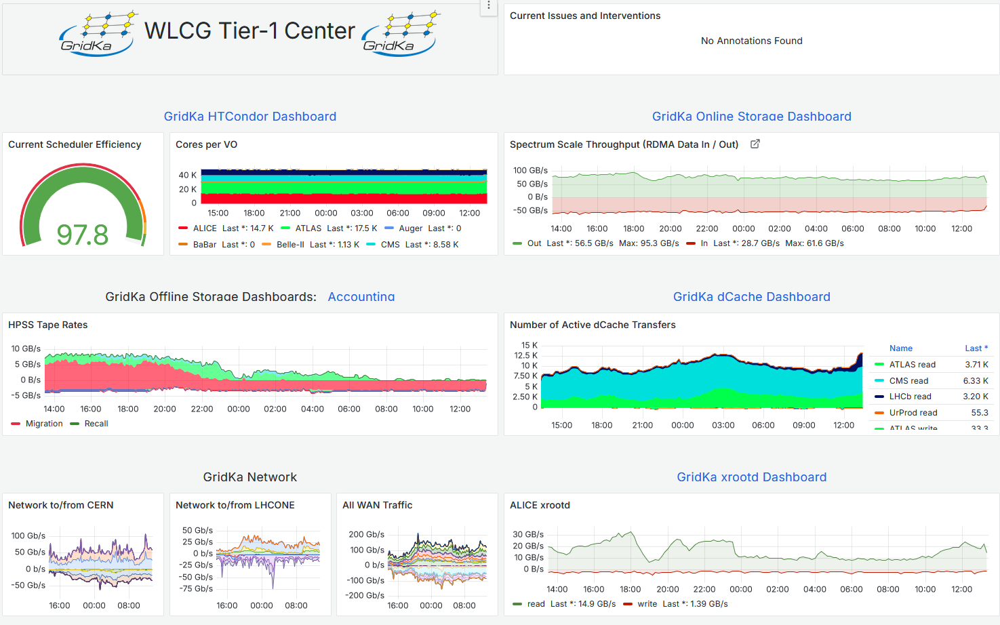 GridKa
WLCG Tier-1 Center
GridKa
Current Issues and Interventions
No Annotations Found
GridKa HTCondor Dashboard
GridKa Online Storage Dashboard
Current Scheduler Efficiency
97.8
Cores per VO
40 K
20 K
0
15:00 18:00 21:00 00:00 03:00 06:00 09:00 12:00
ALICE Last *: 14.7 K ATLAS Last *: 17.5 K Auger Last *: 0
BaBar Last *: 0 Belle-II Last *: 1.13 K CMS Last *: 8.58 K
Spectrum Scale Throughput (RDMA Data In / Out)
100 GB/s
50 GB/s
0 B/s
-50 GB/s
14:00 16:00 18:00 20:00 22:00 00:00 02:00 04:00 06:00 08:00 10:00 12:00
Out Last *: 56.5 GB/s Max: 95.3 GB/s In Last *: 28.7 GB/s Max: 61.6 GB/s
GridKa Offline Storage Dashboards: Accounting
GridKa dCache Dashboard
HPSS Tape Rates
10 GB/s
5 GB/s
0 B/s
-5 GB/s
14:00 16:00 18:00 20:00 22:00 00:00 02:00 04:00 06:00 08:00 10:00 12:00
Migration Recall
Number of Active dCache Transfers
15 K
12.5 K
10 K
7.50 K
5 K
2.50 K
0
15:00 18:00 21:00 00:00 03:00 06:00 09:00 12:00
Name Last *
ATLAS read 3.71 K
CMS read 6.33 K
LHCb read 3.20 K
UrProd read 55.3
ATLAS write 33.3
GridKa Network
GridKa xrootd Dashboard
Network to/from CERN
100 Gb/s
50 Gb/s
0 b/s
-50 Gb/s
16:00 00:00 08:00
Network to/from LHCONE
50 Gb/s
25 Gb/s
0 b/s
-25 Gb/s
-50 Gb/s
-75 Gb/s
16:00 00:00 08:00
All WAN Traffic
200 Gb/s
100 Gb/s
0 b/s
-100 Gb/s
-200 Gb/s
16:00 00:00 08:00
ALICE xrootd
30 GB/s
20 GB/s
10 GB/s
0 B/s
14:00 16:00 18:00 20:00 22:00 00:00 02:00 04:00 06:00 08:00 10:00 12:00
read Last *: 14.9 GB/s write Last *: 1.39 GB/s